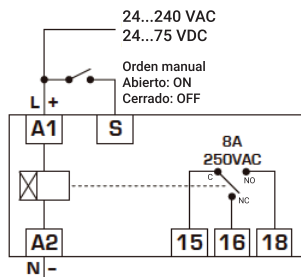 24...240 VAC
24...75 VDC
Orden manual
Abierto: ON
Cerrado: OFF
L +
A1
S
8A
250VAC
C
NO
NC
A2
15
16
18
N −